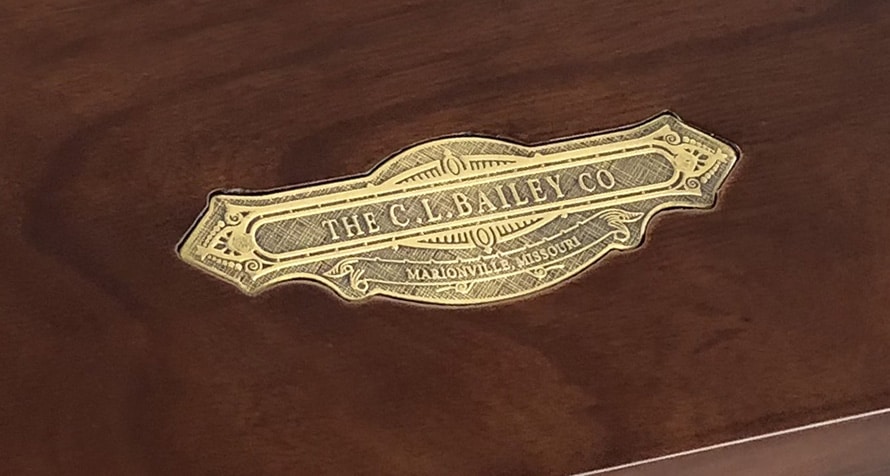 THE C.L.BAILEY CO
MARIONVILLE, MISSOURI